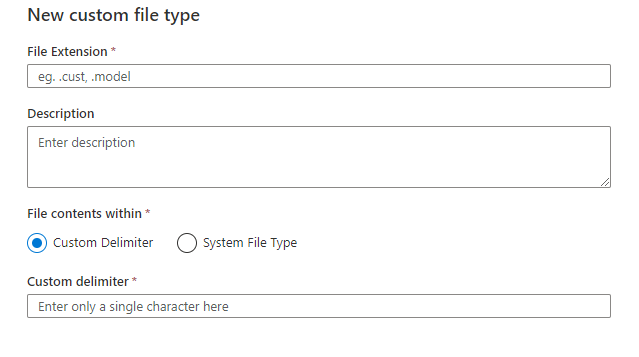 New custom file type
File Extension *
eg. .cust, .model
Description
Enter description
File contents within *
Custom Delimiter System File Type
Custom delimiter *
Enter only a single character here